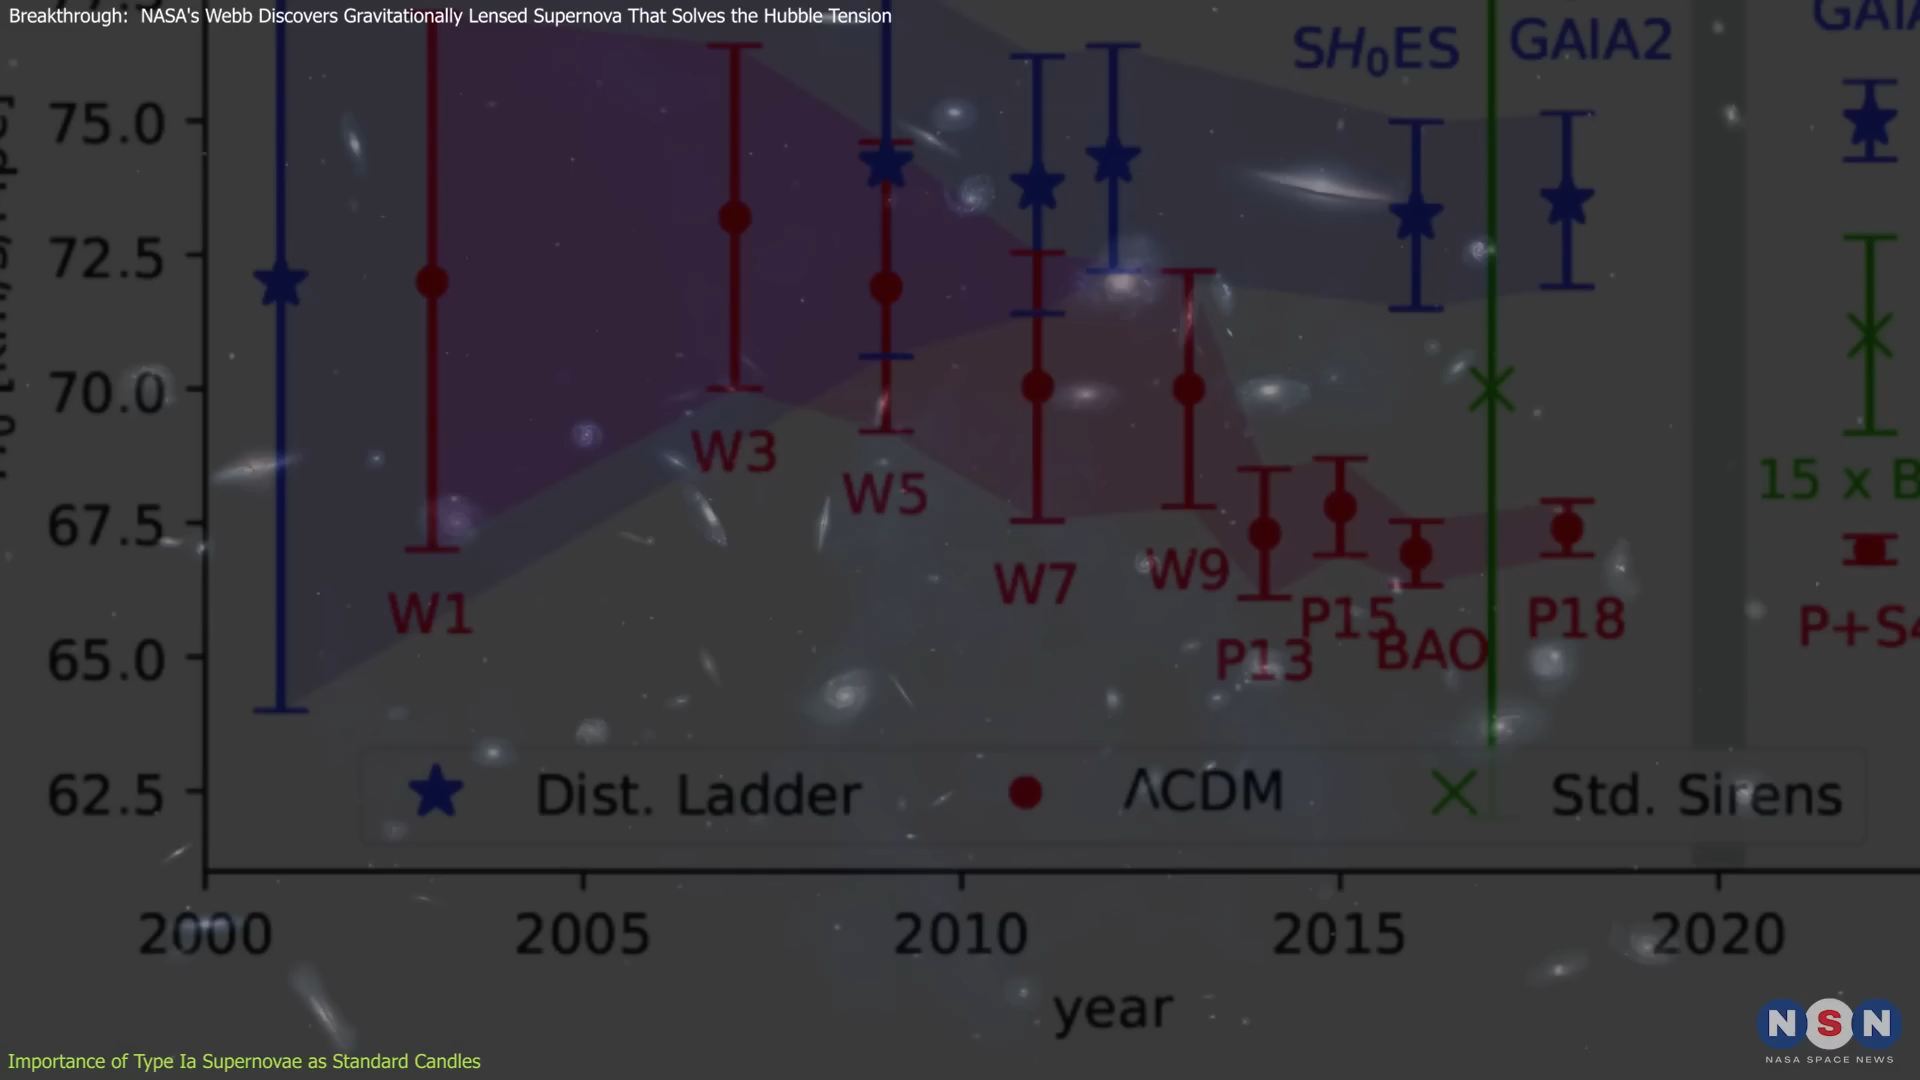 Breakthrough: NASA's Webb Discovers Gravitationally Lensed Supernova That Solves the Hubble Tension
SH0ES
GAIA2
75.0
72.5
70.0
67.5
65.0
62.5
W1
W3
W5
W7
W9
P13
P15
BAO
P18
15 x B
P+S4
Dist. Ladder
ΛCDM
Std. Sirens
2000
2005
2010
2015
2020
year
NSN
NASA SPACE NEWS
Importance of Type Ia Supernovae as Standard Candles